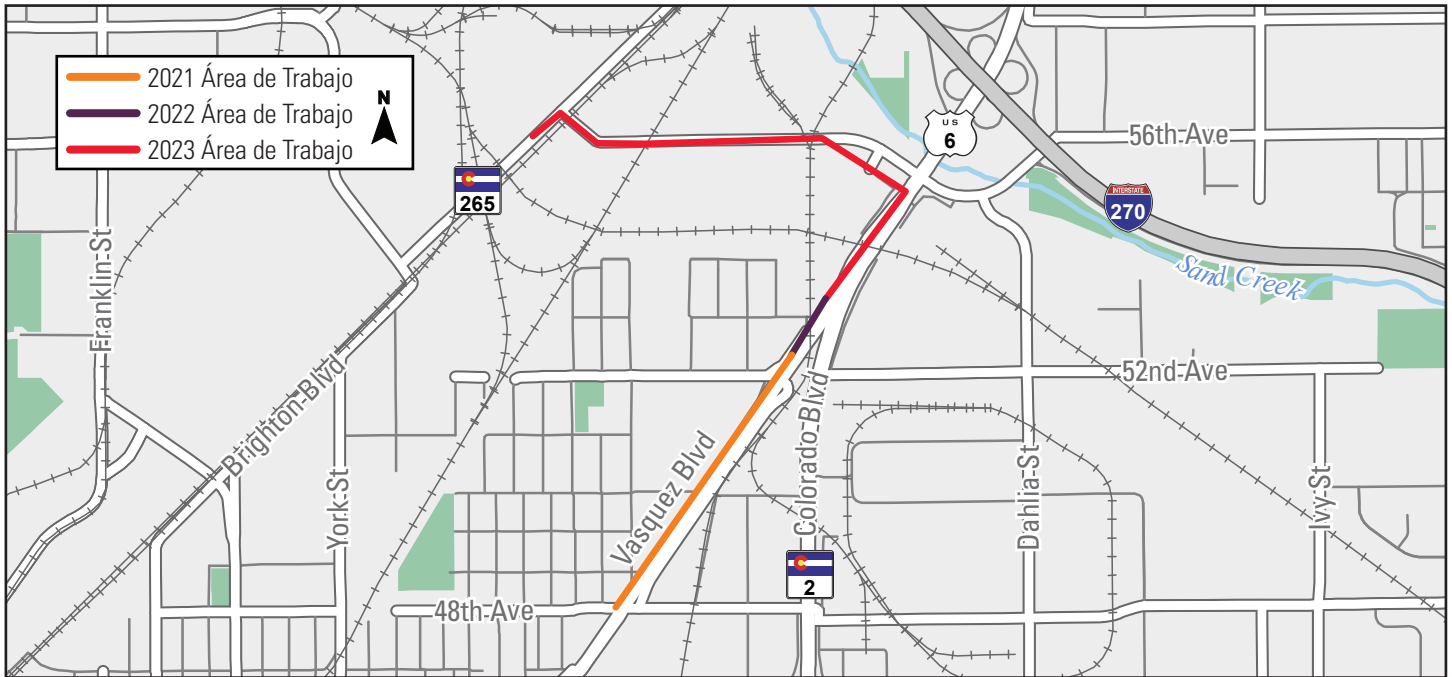 2021 Área de Trabajo
2022 Área de Trabajo
2023 Área de Trabajo
N
US
6
56th Ave
INTERSTATE
270
265
Franklin St
Sand Creek
Brighton Blvd
52nd Ave
Vasquez Blvd
Colorado Blvd
York St
Dahlia St
Ivy St
2
48th Ave